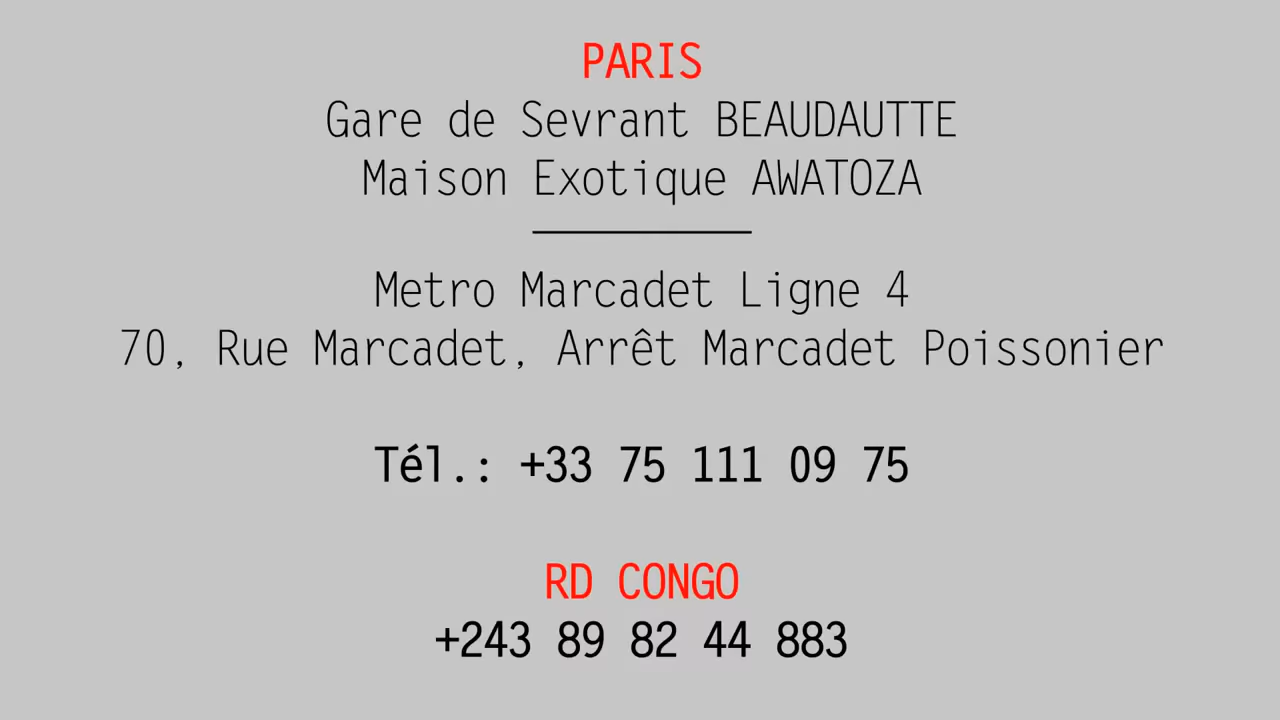 PARIS
Gare de Sevrant BEAUDAUTTE
Maison Exotique AWATOZA
Metro Marcadet Ligne 4
70, Rue Marcadet, Arrêt Marcadet Poissonier
Tél.: +33 75 111 09 75
RD CONGO
+243 89 82 44 883